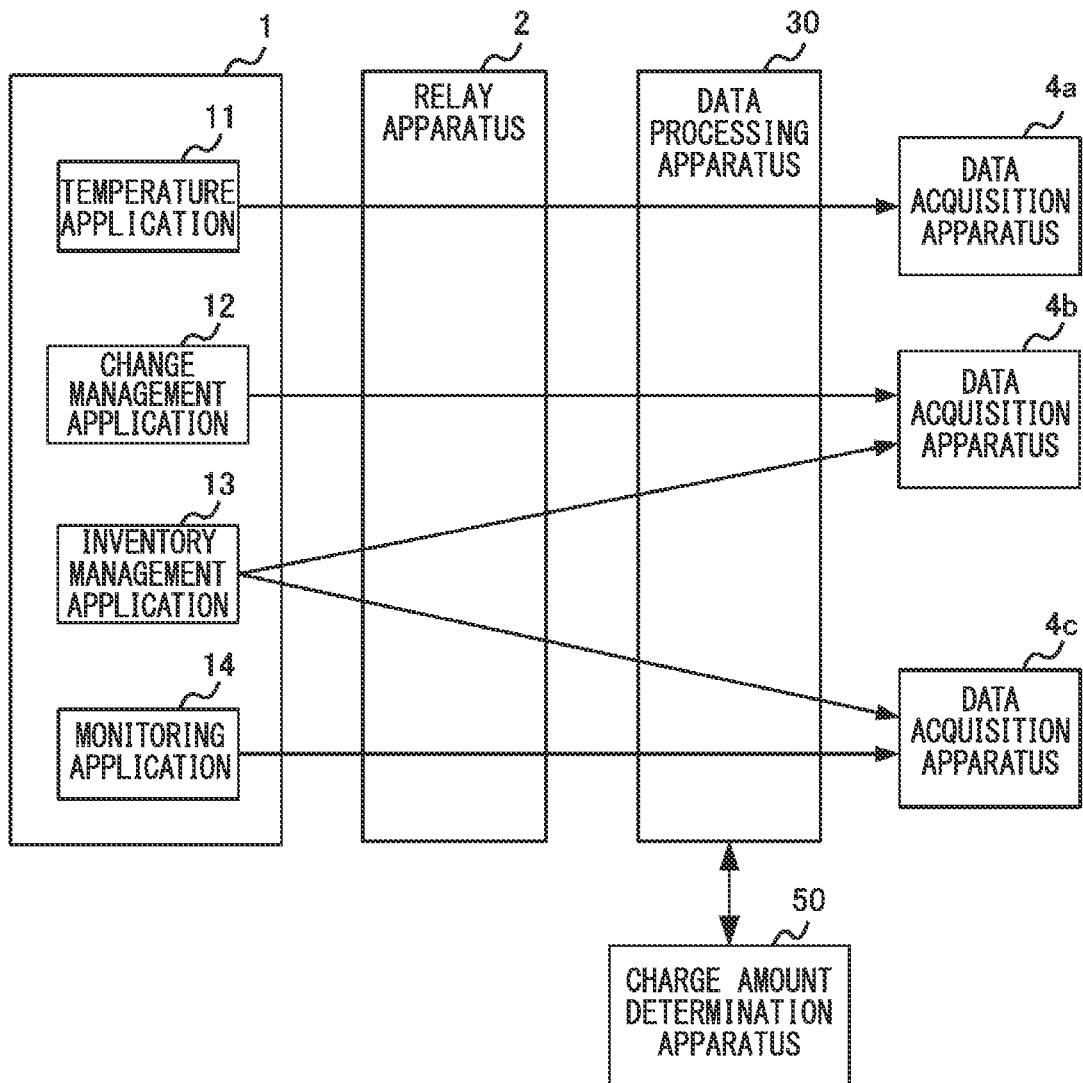 1
2
30
RELAY
APPARATUS
DATA
PROCESSING
APPARATUS
4a
DATA
ACQUISITION
APPARATUS
11
TEMPERATURE
APPLICATION
12
CHANGE
MANAGEMENT
APPLICATION
4b
DATA
ACQUISITION
APPARATUS
13
INVENTORY
MANAGEMENT
APPLICATION
14
MONITORING
APPLICATION
4c
DATA
ACQUISITION
APPARATUS
50
CHARGE AMOUNT
DETERMINATION
APPARATUS